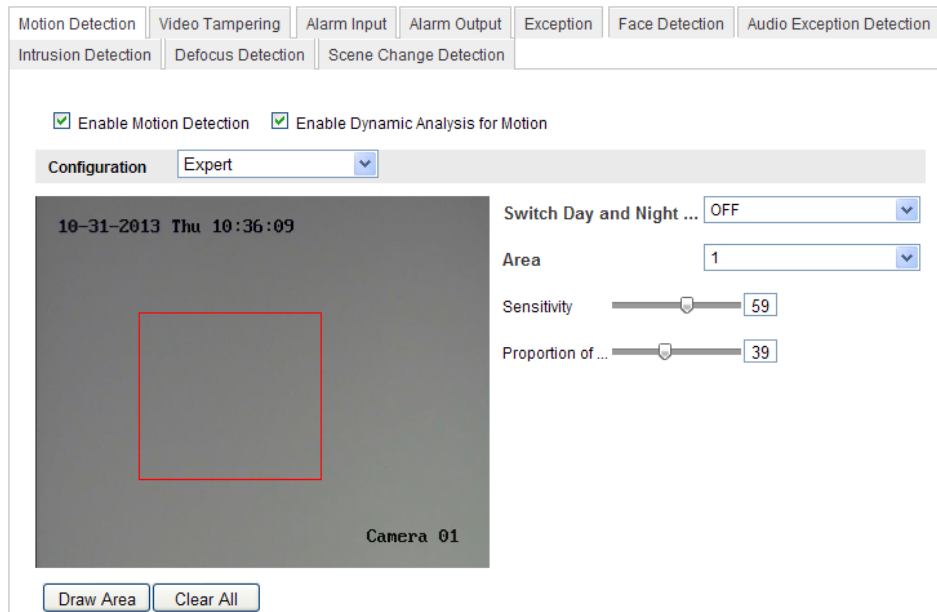 Motion Detection Video Tampering Alarm Input Alarm Output Exception Face Detection Audio Exception Detection
Intrusion Detection Defocus Detection Scene Change Detection
Enable Motion Detection Enable Dynamic Analysis for Motion
Configuration Expert
10-31-2013 Thu 10:36:09
Camera 01
Switch Day and Night ... OFF
Area 1
Sensitivity 59
Proportion of ... 39
Draw Area Clear All